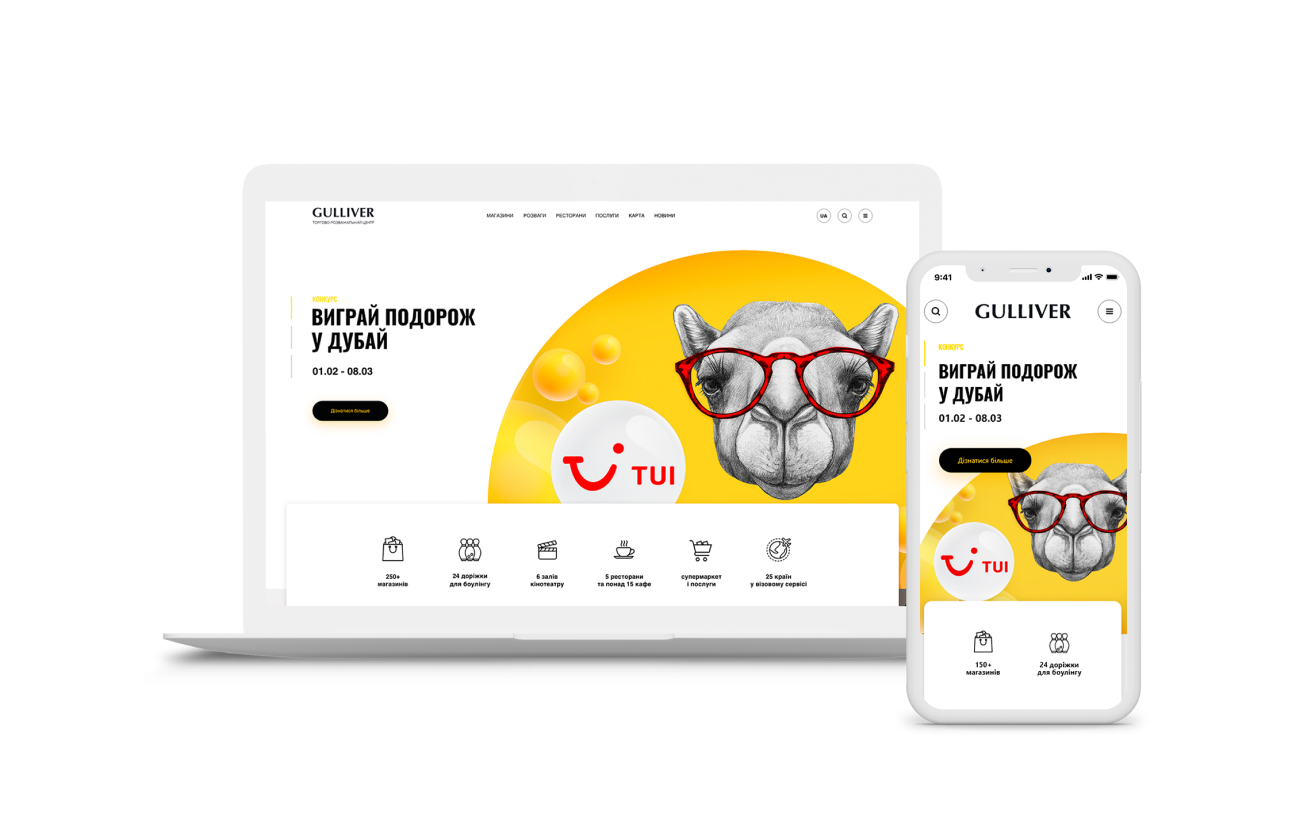 GULLIVER
ТОРГОВО-РОЗВАЖАЛЬНИЙ ЦЕНТР
МАГАЗИНИ РОЗВАГИ РЕСТОРАНИ ПОСЛУГИ КАРТА НОВИНИ
UA
КОНКУРС
ВИГРАЙ ПОДОРОЖ
У ДУБАЙ
01.02 - 08.03
Дізнатися більше
TUI
250+
магазинів
24 доріжки
для боулінгу
6 залів
кінотеатру
5 ресторани
та понад 15 кафе
супермаркет
і послуги
25 країн
у візовому сервісі
9:41
GULLIVER
КОНКУРС
ВИГРАЙ ПОДОРОЖ
У ДУБАЙ
01.02 - 08.03
Дізнатися більше
TUI
150+
магазинів
24 доріжки
для боулінгу